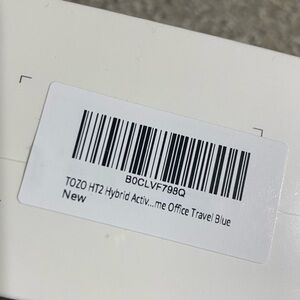 B0CLVF798Q
TOZO HT2 Hybrid Activ...me Office Travel Blue
New